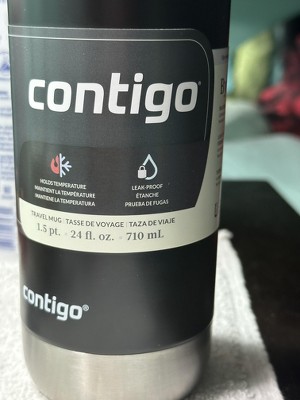 contigo®
HOLDS TEMPERATURE
MAINTIENT LA TEMPÉRATURE
MANTIENE LA TEMPERATURA
LEAK-PROOF
ÉTANCHE
PRUEBA DE FUGAS
TRAVEL MUG | TASSE DE VOYAGE | TAZA DE VIAJE
1.5 pt. · 24 fl. oz. · 710 mL
contigo®